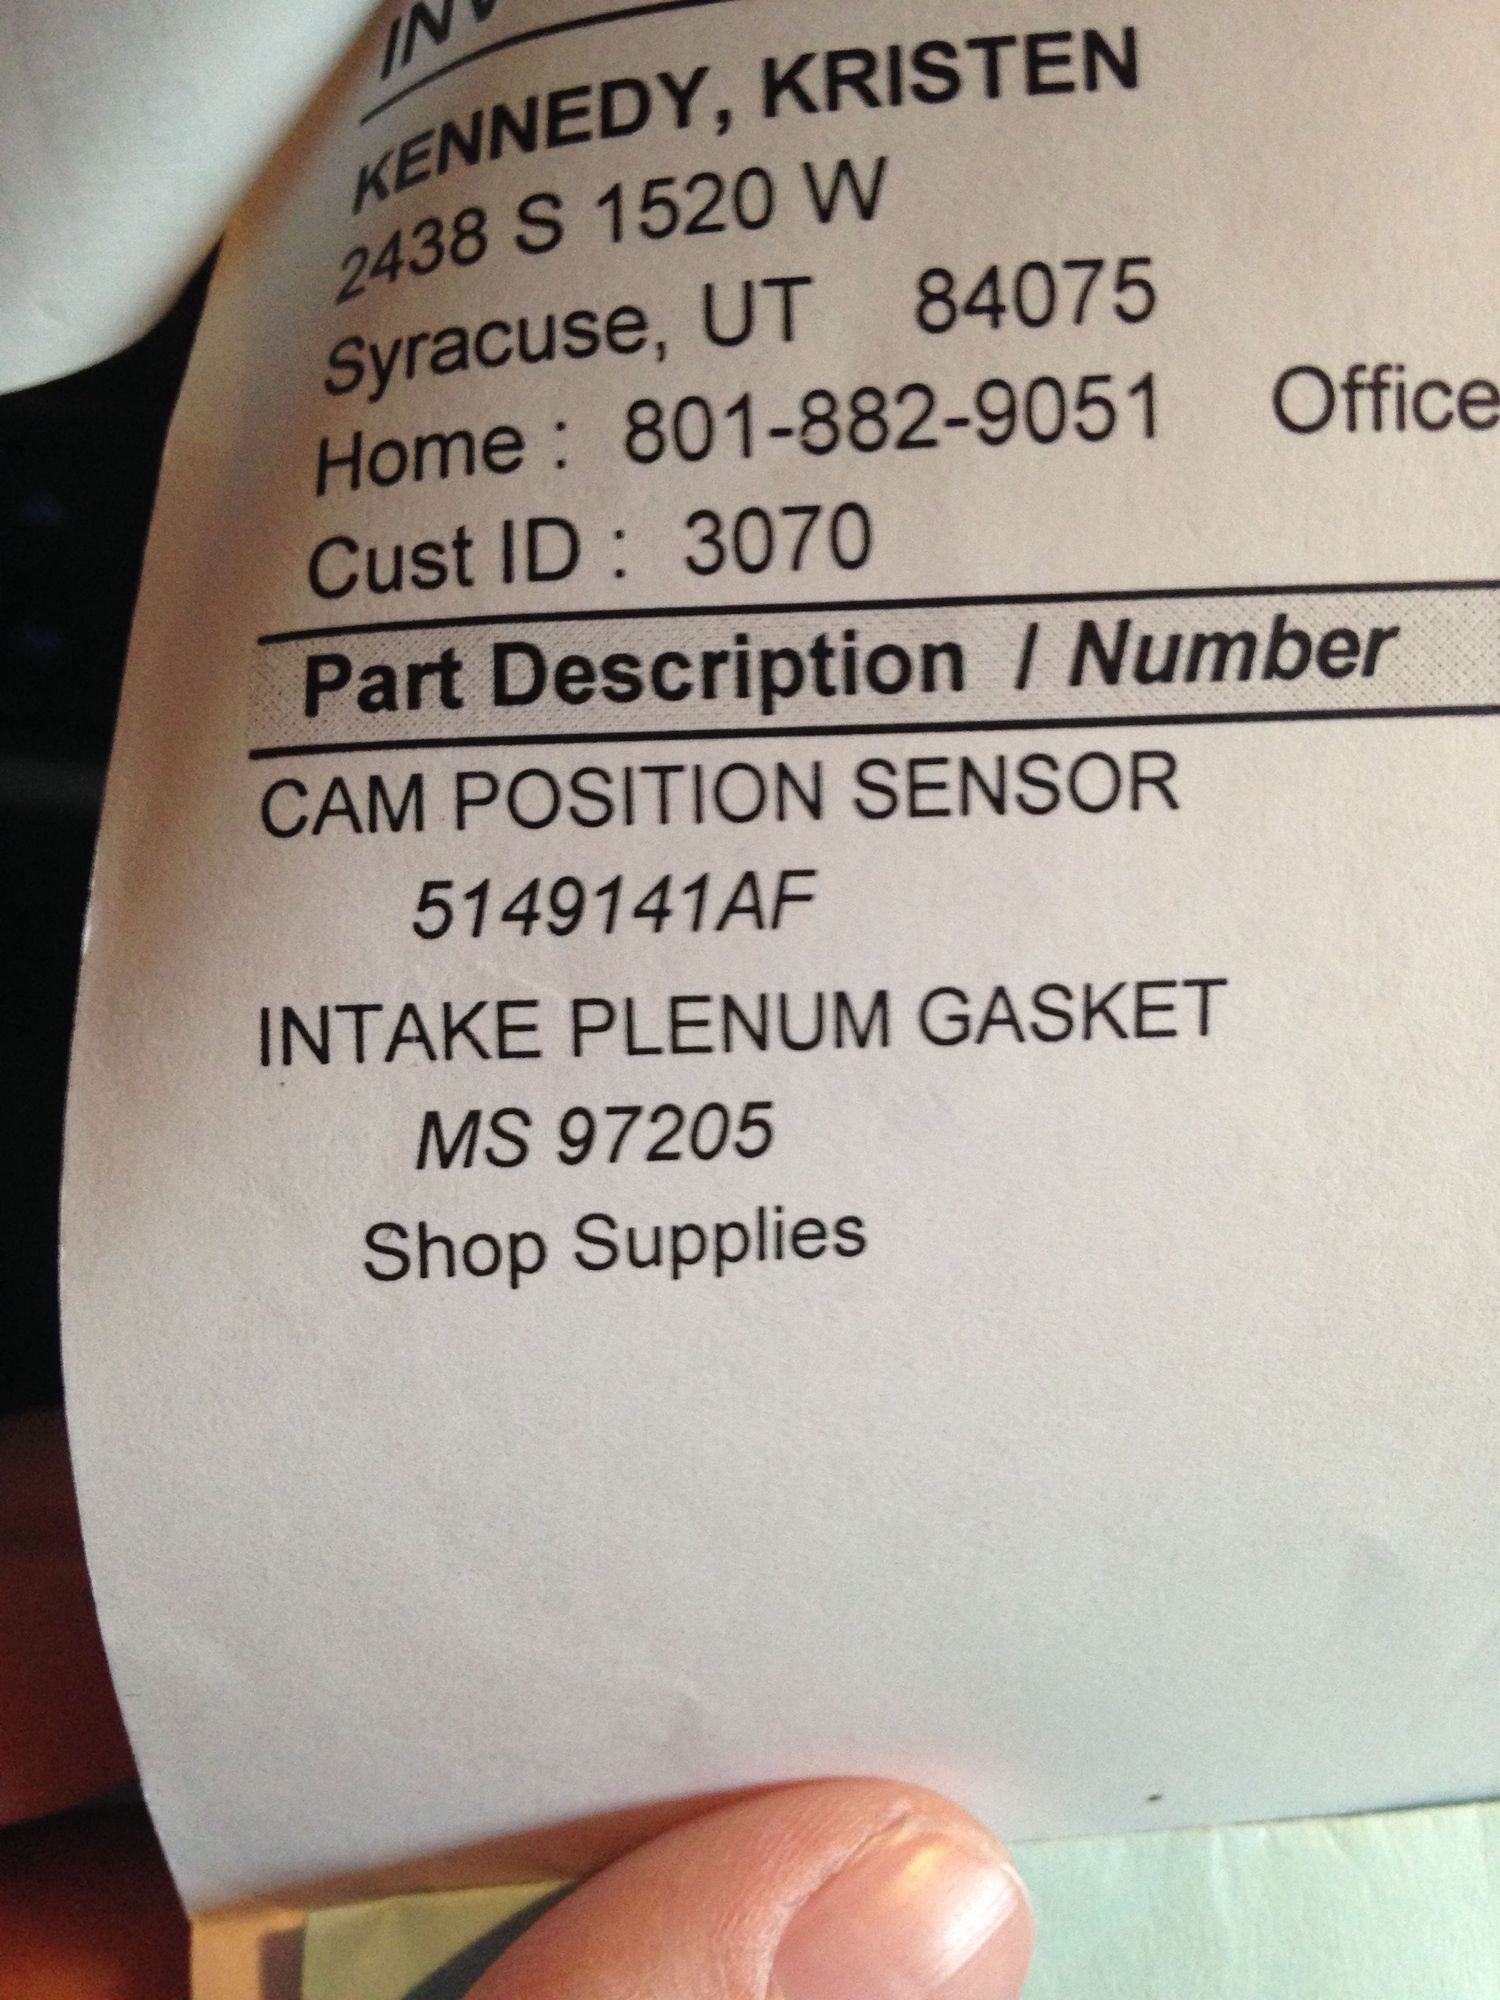 KENNEDY, KRISTEN
2438 S 1520 W
Syracuse, UT 84075
Home : 801-882-9051 Office
Cust ID : 3070
Part Description / Number
CAM POSITION SENSOR
5149141AF
INTAKE PLENUM GASKET
MS 97205
Shop Supplies